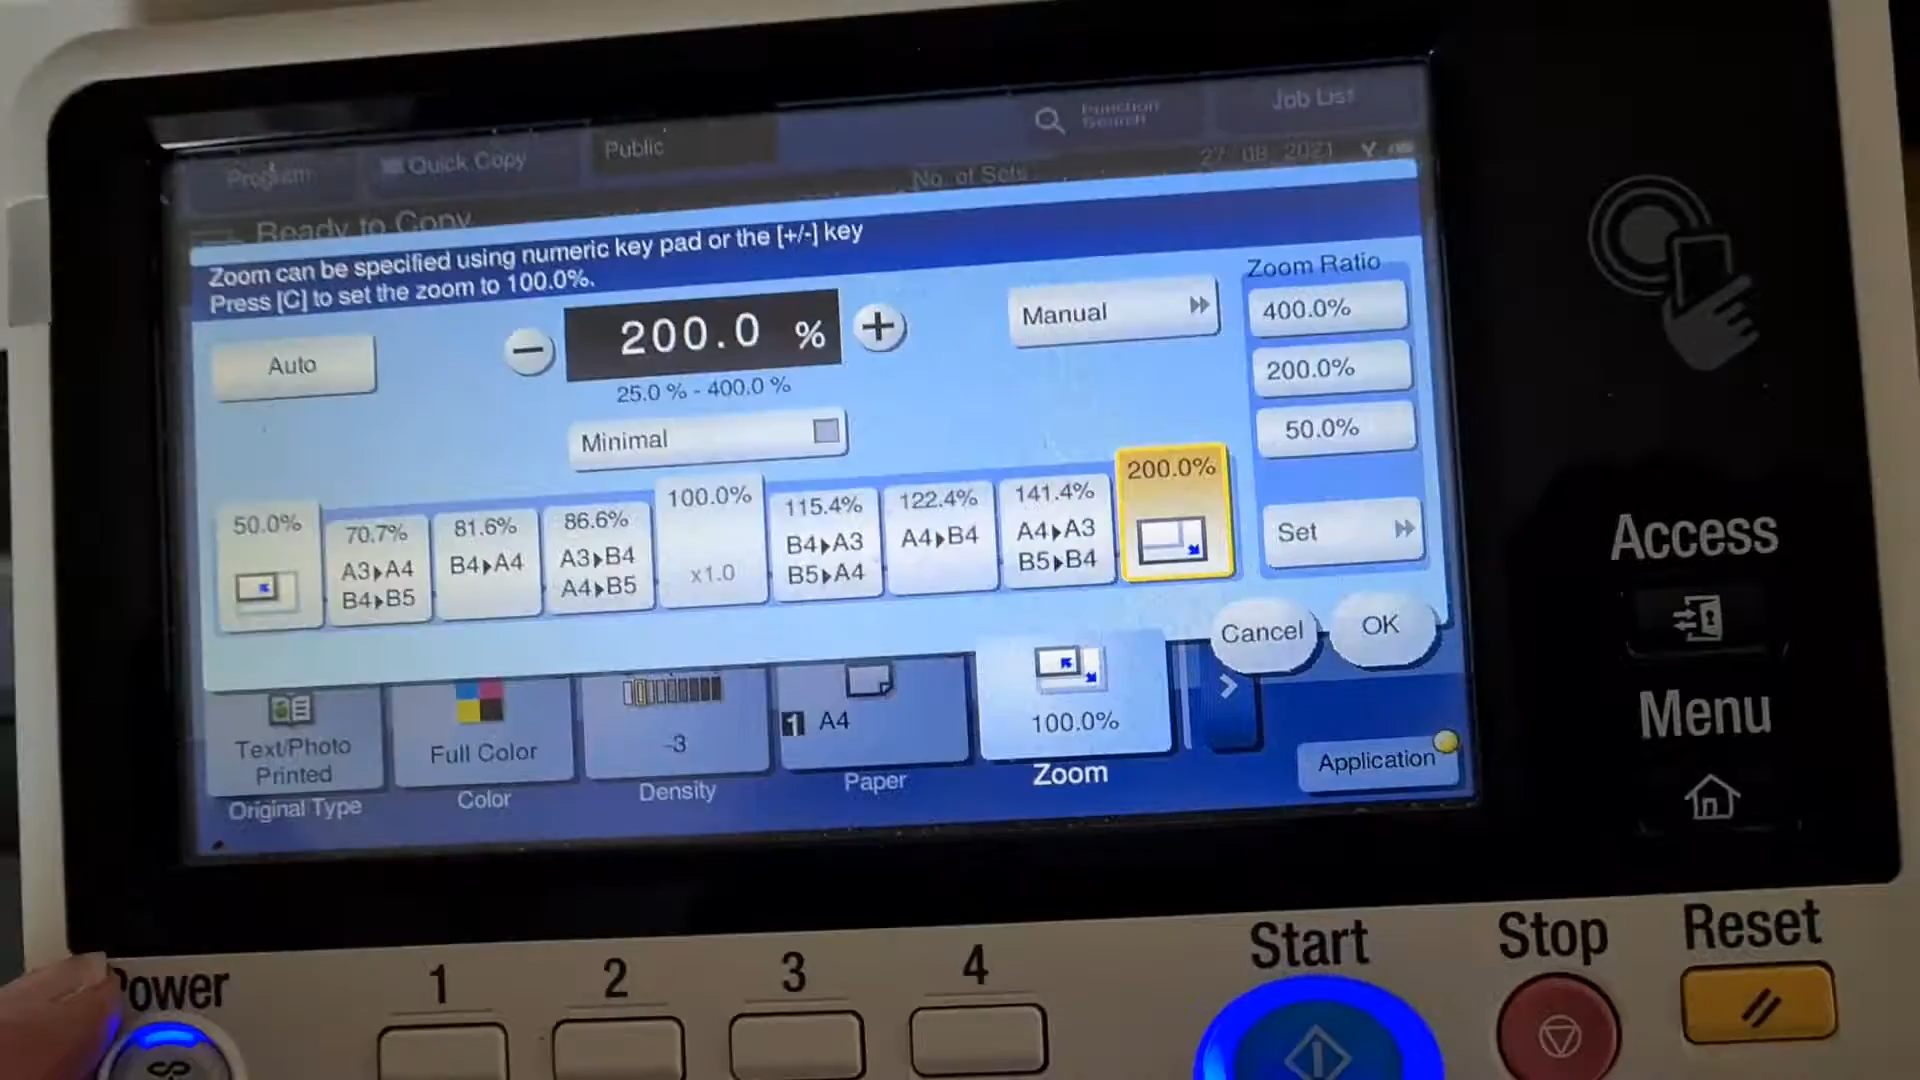 Program
Quick Copy
Public
Function
Search
Job List
27 08 2021
No. of Sets
Ready to Copy
Zoom can be specified using numeric key pad or the [+/-] key
Press [C] to set the zoom to 100.0%.
Auto
200.0 %
25.0 % - 400.0 %
Minimal
Manual
Zoom Ratio
400.0%
200.0%
50.0%
Set
50.0%
70.7%
A3▸A4
B4▸B5
81.6%
B4▸A4
86.6%
A3▸B4
A4▸B5
100.0%
x1.0
115.4%
B4▸A3
B5▸A4
122.4%
A4▸B4
141.4%
A4▸A3
B5▸B4
200.0%
Cancel
OK
Text/Photo
Printed
Original Type
Full Color
Color
-3
Density
1 A4
Paper
100.0%
Zoom
Application
Access
Menu
Power
1
2
3
4
Start
Stop
Reset